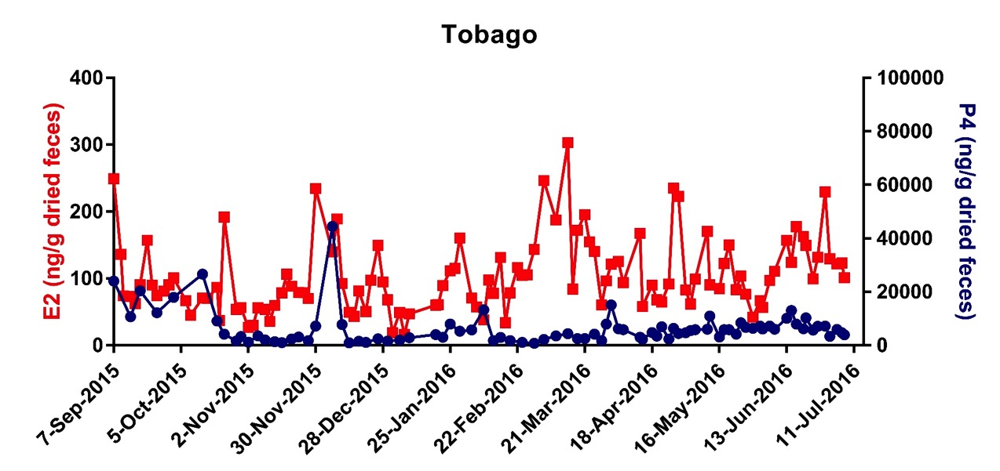 Tobago
400
300
200
100
0
E2 (ng/g dried feces)
100000
80000
60000
40000
20000
0
P4 (ng/g dried feces)
7-Sep-2015
5-Oct-2015
2-Nov-2015
30-Nov-2015
28-Dec-2015
25-Jan-2016
22-Feb-2016
21-Mar-2016
18-Apr-2016
16-May-2016
13-Jun-2016
11-Jul-2016